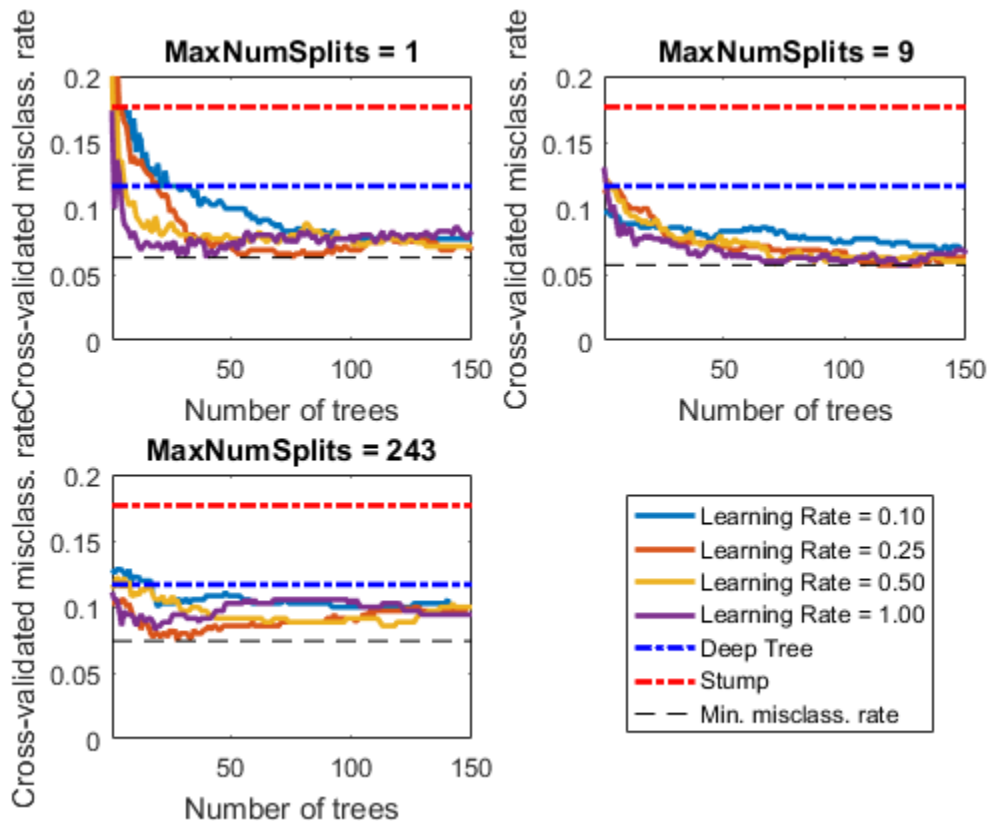 MaxNumSplits = 1
Cross-validated misclass. rate
0.2
0.15
0.1
0.05
0
50
100
150
Number of trees
MaxNumSplits = 9
Cross-validated misclass. rate
0.2
0.15
0.1
0.05
0
50
100
150
Number of trees
MaxNumSplits = 243
Cross-validated misclass. rate
0.2
0.15
0.1
0.05
0
50
100
150
Number of trees
Learning Rate = 0.10
Learning Rate = 0.25
Learning Rate = 0.50
Learning Rate = 1.00
Deep Tree
Stump
Min. misclass. rate